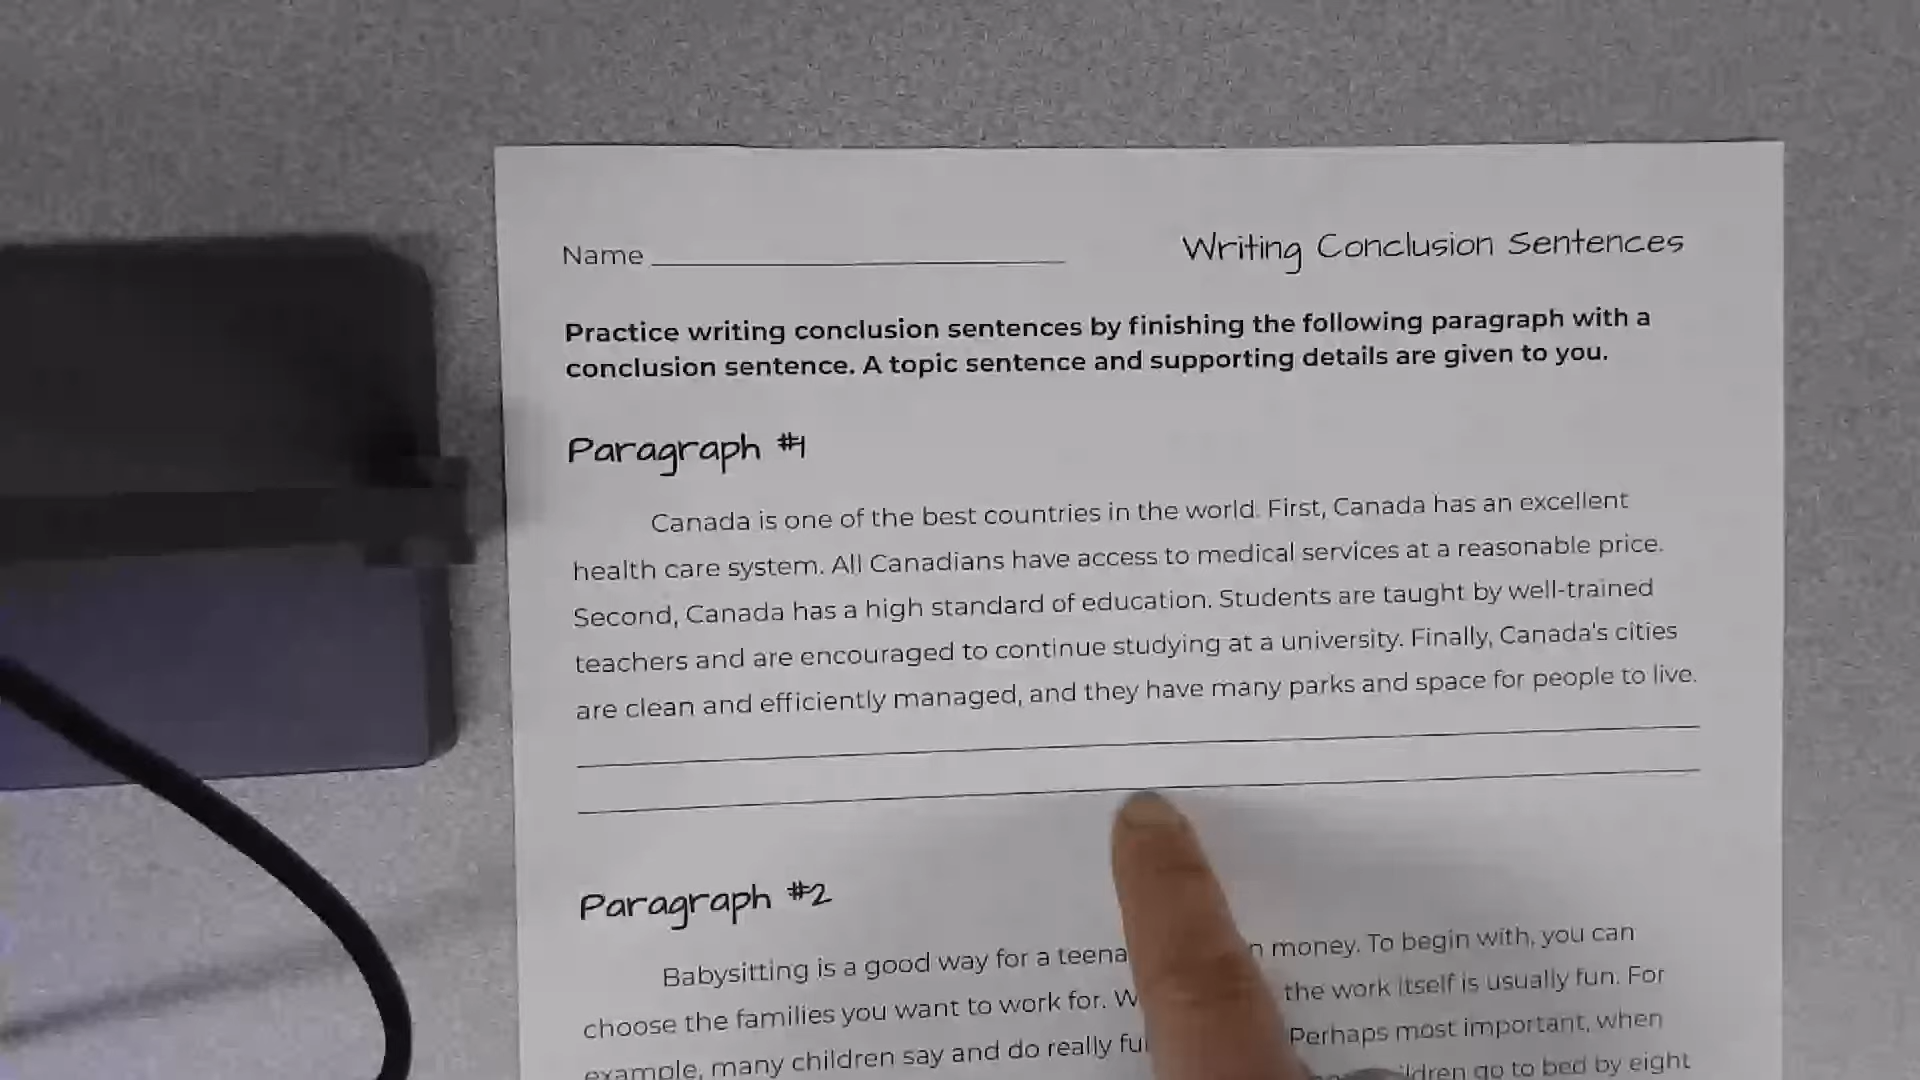 Name
Writing Conclusion Sentences
Practice writing conclusion sentences by finishing the following paragraph with a
conclusion sentence. A topic sentence and supporting details are given to you.
Paragraph #1
Canada is one of the best countries in the world. First, Canada has an excellent
health care system. All Canadians have access to medical services at a reasonable price.
Second, Canada has a high standard of education. Students are taught by well-trained
teachers and are encouraged to continue studying at a university. Finally, Canada's cities
are clean and efficiently managed, and they have many parks and space for people to live.
Paragraph #2
Babysitting is a good way for a money. To begin with, you can
choose the families you want to work for. the work itself is usually fun. For
example, many children say and do really Perhaps most important, when
go to bed by eight